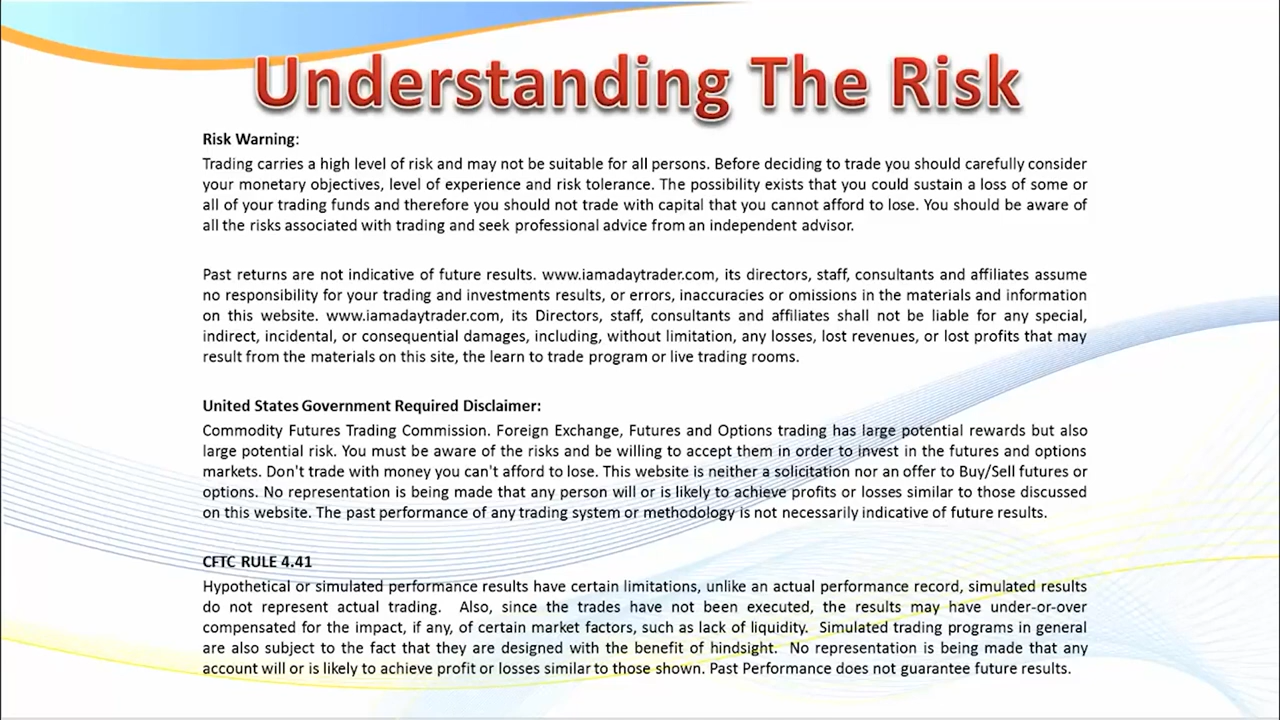 Understanding The Risk
Risk Warning:
Trading carries a high level of risk and may not be suitable for all persons. Before deciding to trade you should carefully consider
your monetary objectives, level of experience and risk tolerance. The possibility exists that you could sustain a loss of some or
all of your trading funds and therefore you should not trade with capital that you cannot afford to lose. You should be aware of
all the risks associated with trading and seek professional advice from an independent advisor.
Past returns are not indicative of future results. www.iamadaytrader.com, its directors, staff, consultants and affiliates assume
no responsibility for your trading and investments results, or errors, inaccuracies or omissions in the materials and information
on this website. www.iamadaytrader.com, its Directors, staff, consultants and affiliates shall not be liable for any special,
indirect, incidental, or consequential damages, including, without limitation, any losses, lost revenues, or lost profits that may
result from the materials on this site, the learn to trade program or live trading rooms.
United States Government Required Disclaimer:
Commodity Futures Trading Commission. Foreign Exchange, Futures and Options trading has large potential rewards but also
large potential risk. You must be aware of the risks and be willing to accept them in order to invest in the futures and options
markets. Don't trade with money you can't afford to lose. This website is neither a solicitation nor an offer to Buy/Sell futures or
options. No representation is being made that any person will or is likely to achieve profits or losses similar to those discussed
on this website. The past performance of any trading system or methodology is not necessarily indicative of future results.
CFTC RULE 4.41
Hypothetical or simulated performance results have certain limitations, unlike an actual performance record, simulated results
do not represent actual trading. Also, since the trades have not been executed, the results may have under-or-over
compensated for the impact, if any, of certain market factors, such as lack of liquidity. Simulated trading programs in general
are also subject to the fact that they are designed with the benefit of hindsight. No representation is being made that any
account will or is likely to achieve profit or losses similar to those shown. Past Performance does not guarantee future results.